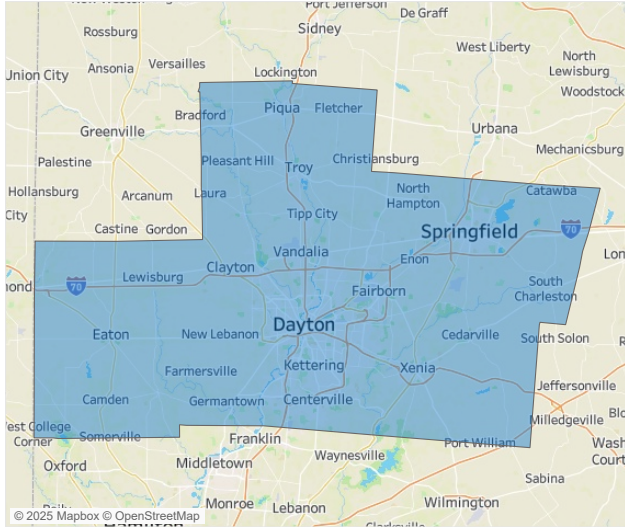 Port Jefferson
De Graff
Rossburg
Sidney
West Liberty
Versailles
North
Lewisburg
Ansonia
Lockington
Union City
Woodstock
Bradford
Piqua
Fletcher
Greenville
Urbana
Mechanicsburg
Palestine
Pleasant Hill
Troy
Christiansburg
Hollansburg
Arcanum
Laura
North
Hampton
Catawba
City
Tipp City
Castine
Gordon
Springfield
70
Vandalia
Enon
Lewisburg
Clayton
70
Fairborn
South
Charleston
Dayton
Eaton
New Lebanon
Cedarville
South Solon
Farmersville
Kettering
Xenia
Jeffersonville
Camden
Germantown
Centerville
Milledgeville
West College
Corner
Somerville
Franklin
Port William
Oxford
Middletown
Waynesville
Sabina
Monroe
Lebanon
Wilmington
© 2025 Mapbox © OpenStreetMap